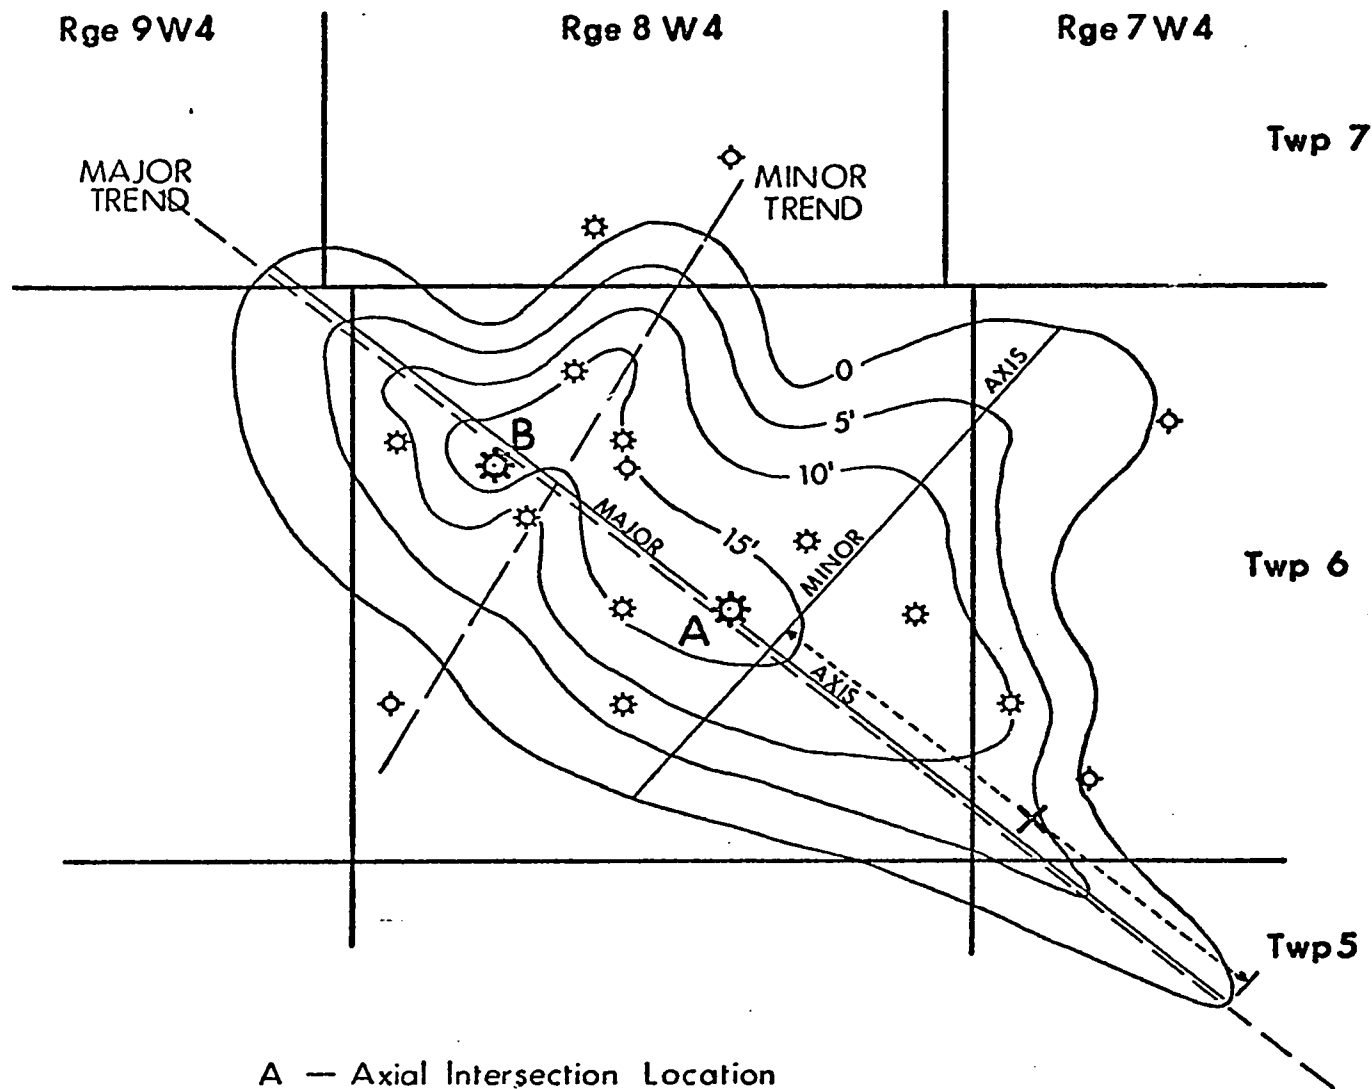 Rge 9W4
Rge 8 W4
Rge 7 W4
Twp 7
MAJOR
TREND
MINOR
TREND
0
AXIS
5'
B
10'
MAJOR
15'
MINOR
Twp 6
A
AXIS
X
Twp 5
A — Axial Intersection Location